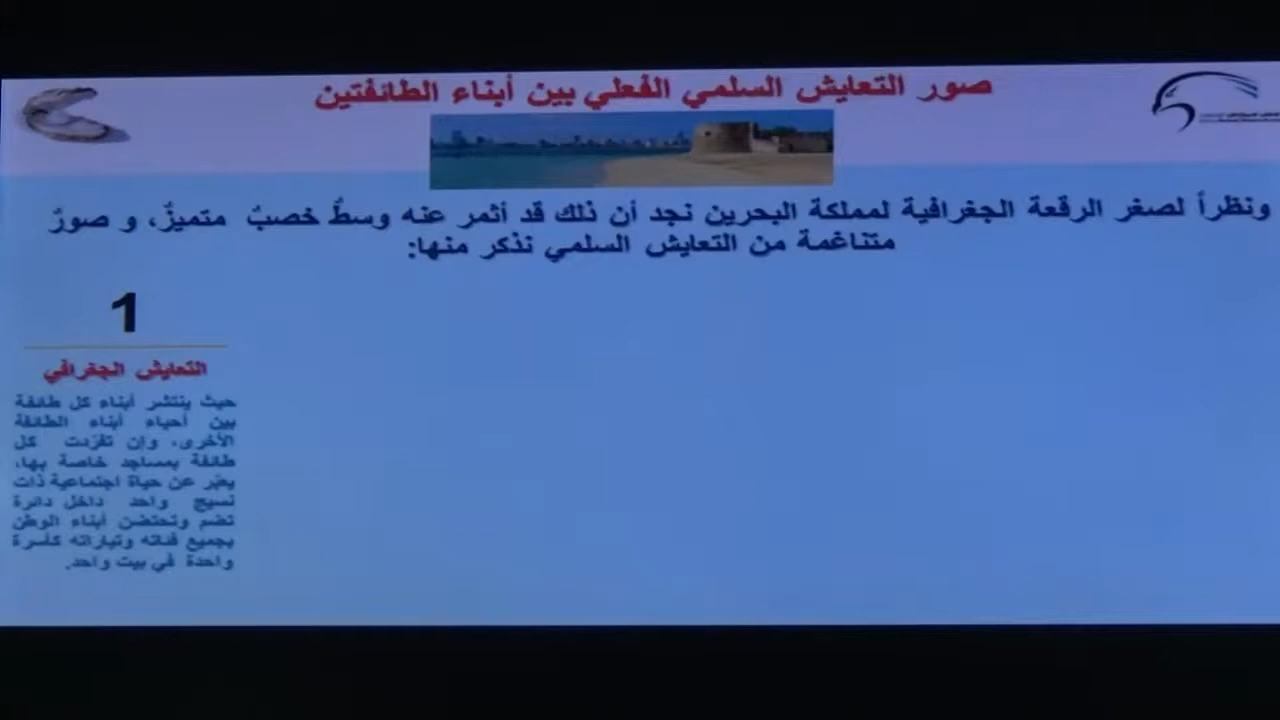 صور التعايش السلمي الفعلي بين أبناء الطائفتين
ونظراً لصغر الرقعة الجغرافية لمملكة البحرين نجد أن ذلك قد أثمر عنه وسطٌ خصبٌ متميزٌ، و صورٌ
متناغمة من التعايش السلمي نذكر منها:
1
التعايش الجغرافي
حيث ينتشر أبناء كل طائفة
بين أحياء أبناء الطائفة
الأخرى، وإن تفرّدت كل
طائفة بمساجد خاصة بها،
يعبّر عن حياة اجتماعية ذات
نسيج واحد داخل دائرة
تضم وتحتضن أبناء الوطن
بجميع فئاته وتياراته كأسرة
واحدة في بيت واحد.